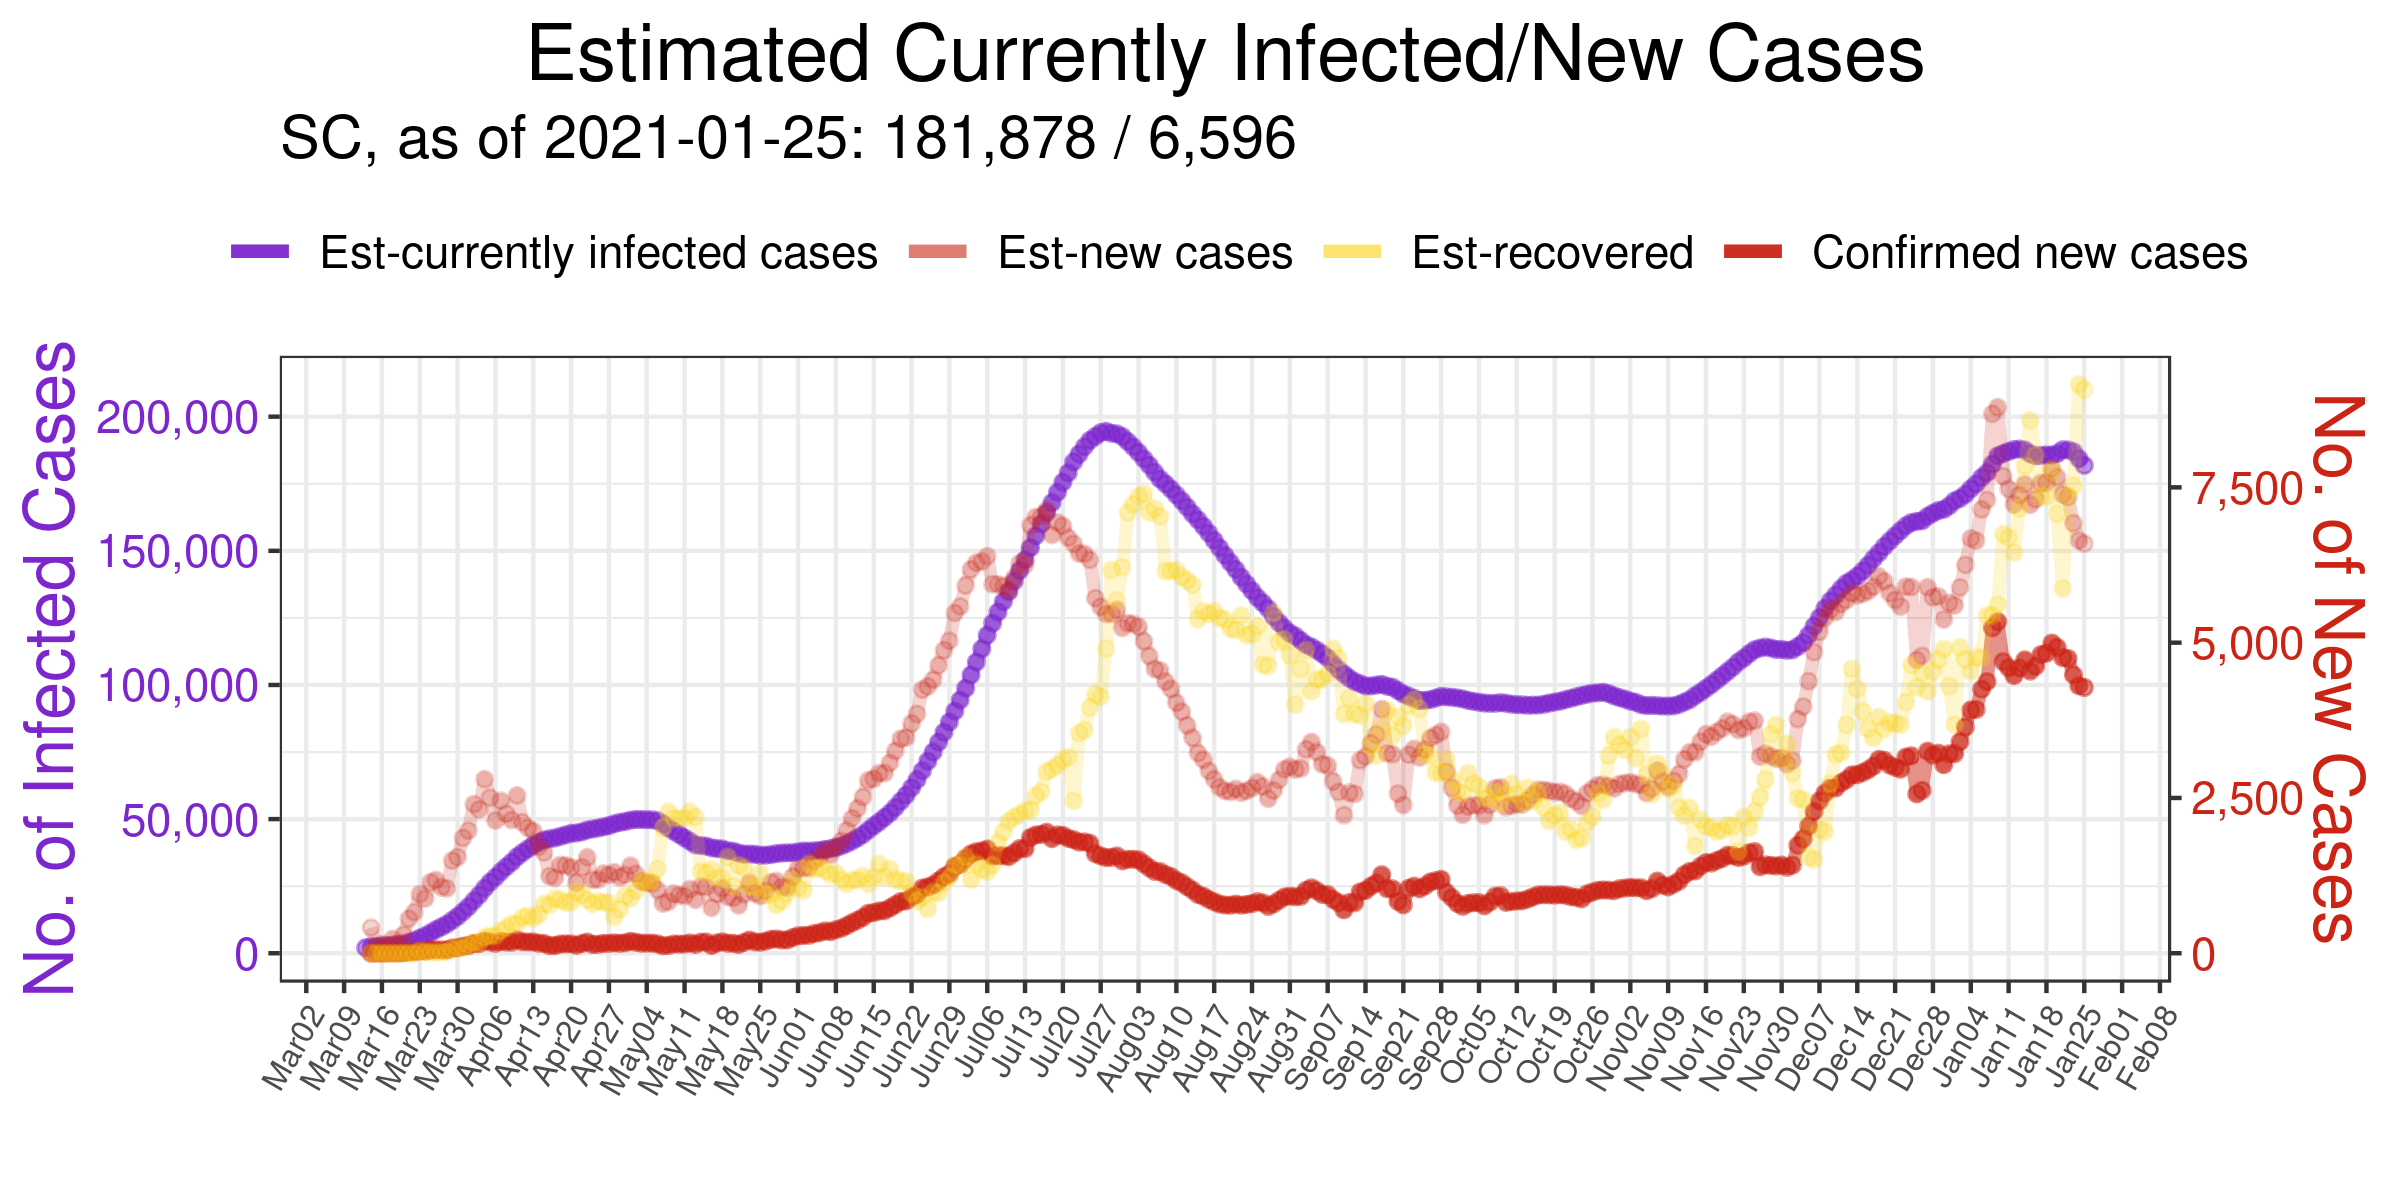 Estimated Currently Infected/New Cases
SC, as of 2021-01-25: 181,878 / 6,596
Est-currently infected cases
Est-new cases
Est-recovered
Confirmed new cases
No. of Infected Cases
200,000
150,000
100,000
50,000
0
No. of New Cases
7,500
5,000
2,500
0
Mar02
Mar09
Mar16
Mar23
Mar30
Apr06
Apr13
Apr20
Apr27
May04
May11
May18
May25
Jun01
Jun08
Jun15
Jun22
Jun29
Jul06
Jul13
Jul20
Jul27
Aug03
Aug10
Aug17
Aug24
Aug31
Sep07
Sep14
Sep21
Sep28
Oct05
Oct12
Oct19
Oct26
Nov02
Nov09
Nov16
Nov23
Nov30
Dec07
Dec14
Dec21
Dec28
Jan04
Jan11
Jan18
Jan25
Feb01
Feb08